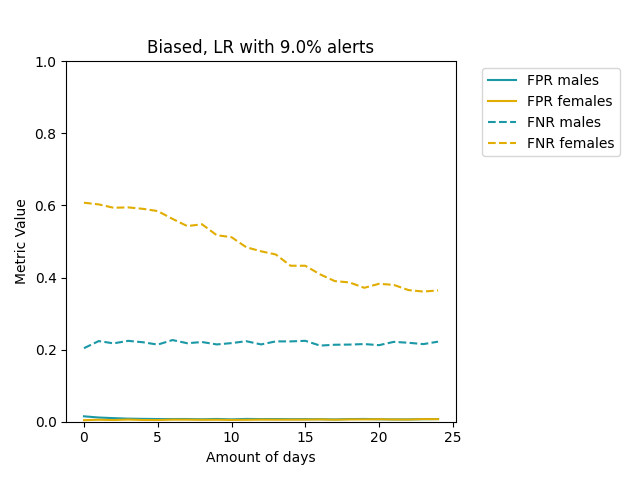 Biased, LR with 9.0% alerts
1.0
0.8
0.6
0.4
0.2
0.0
Metric Value
0 5 10 15 20 25
Amount of days
FPR males
FPR females
FNR males
FNR females